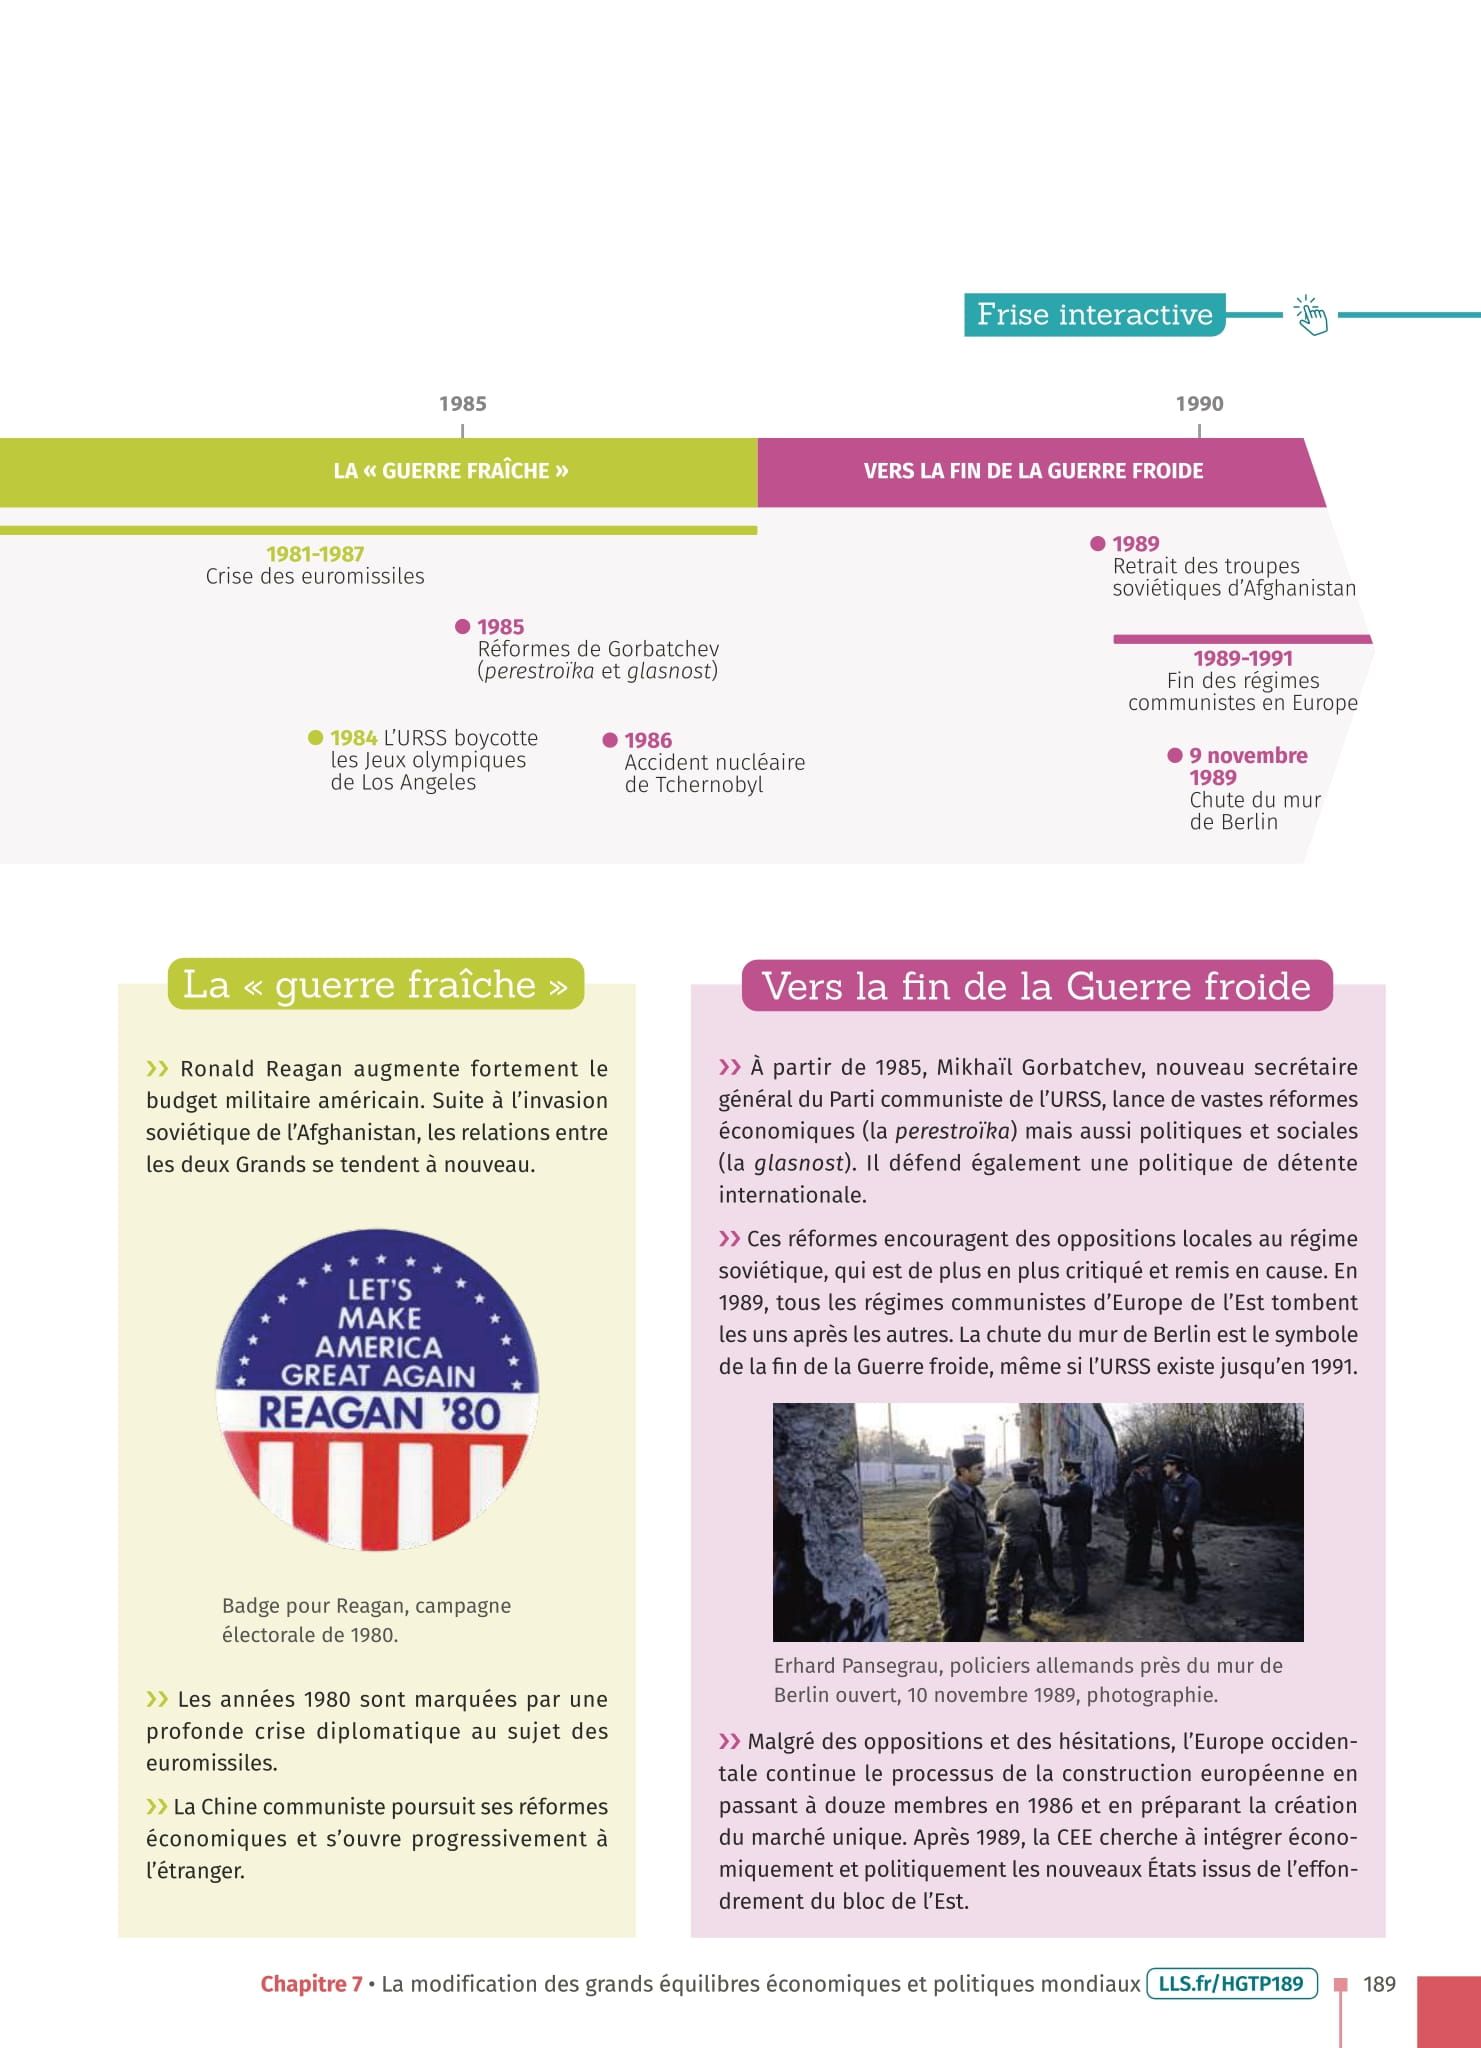 Frise interactive
1985
1990
LA « GUERRE FRAÎCHE »
VERS LA FIN DE LA GUERRE FROIDE
1981-1987
Crise des euromissiles
1989
Retrait des troupes
soviétiques d’Afghanistan
1985
Réformes de Gorbatchev
(perestroïka et glasnost)
1989-1991
Fin des régimes
communistes en Europe
1984 L’URSS boycotte
les Jeux olympiques
de Los Angeles
1986
Accident nucléaire
de Tchernobyl
9 novembre
1989
Chute du mur
de Berlin
La « guerre fraîche »
›› Ronald Reagan augmente fortement le
budget militaire américain. Suite à l’invasion
soviétique de l’Afghanistan, les relations entre
les deux Grands se tendent à nouveau.
LET'S
MAKE
AMERICA
GREAT AGAIN
REAGAN '80
Badge pour Reagan, campagne
électorale de 1980.
›› Les années 1980 sont marquées par une
profonde crise diplomatique au sujet des
euromissiles.
›› La Chine communiste poursuit ses réformes
économiques et s’ouvre progressivement à
l’étranger.
Vers la fin de la Guerre froide
›› À partir de 1985, Mikhaïl Gorbatchev, nouveau secrétaire
général du Parti communiste de l’URSS, lance de vastes réformes
économiques (la perestroïka) mais aussi politiques et sociales
(la glasnost). Il défend également une politique de détente
internationale.
›› Ces réformes encouragent des oppositions locales au régime
soviétique, qui est de plus en plus critiqué et remis en cause. En
1989, tous les régimes communistes d’Europe de l’Est tombent
les uns après les autres. La chute du mur de Berlin est le symbole
de la fin de la Guerre froide, même si l’URSS existe jusqu’en 1991.
Erhard Pansegrau, policiers allemands près du mur de
Berlin ouvert, 10 novembre 1989, photographie.
›› Malgré des oppositions et des hésitations, l’Europe occiden-
tale continue le processus de la construction européenne en
passant à douze membres en 1986 et en préparant la création
du marché unique. Après 1989, la CEE cherche à intégrer écono-
miquement et politiquement les nouveaux États issus de l’effon-
drement du bloc de l’Est.
Chapitre 7 • La modification des grands équilibres économiques et politiques mondiaux LLS.fr/HGTP189 189